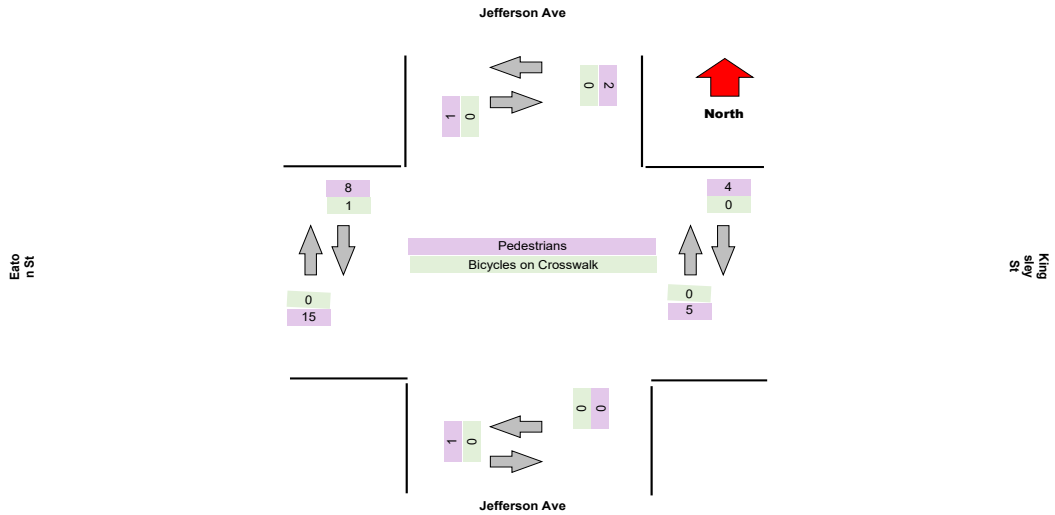 Jefferson Ave
0
2
1
0
North
8
1
4
0
Eato
n St
Pedestrians
Bicycles on Crosswalk
King
sley
St
0
15
0
5
0
0
1
0
Jefferson Ave